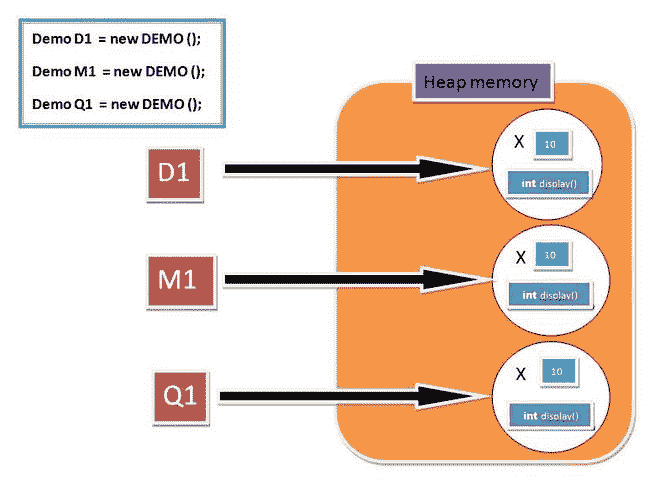 Demo D1 = new DEMO ();
Demo M1 = new DEMO ();
Demo Q1 = new DEMO ();
Heap memory
D1
X 10
int display()
M1
X 10
int display()
Q1
X 10
int display()